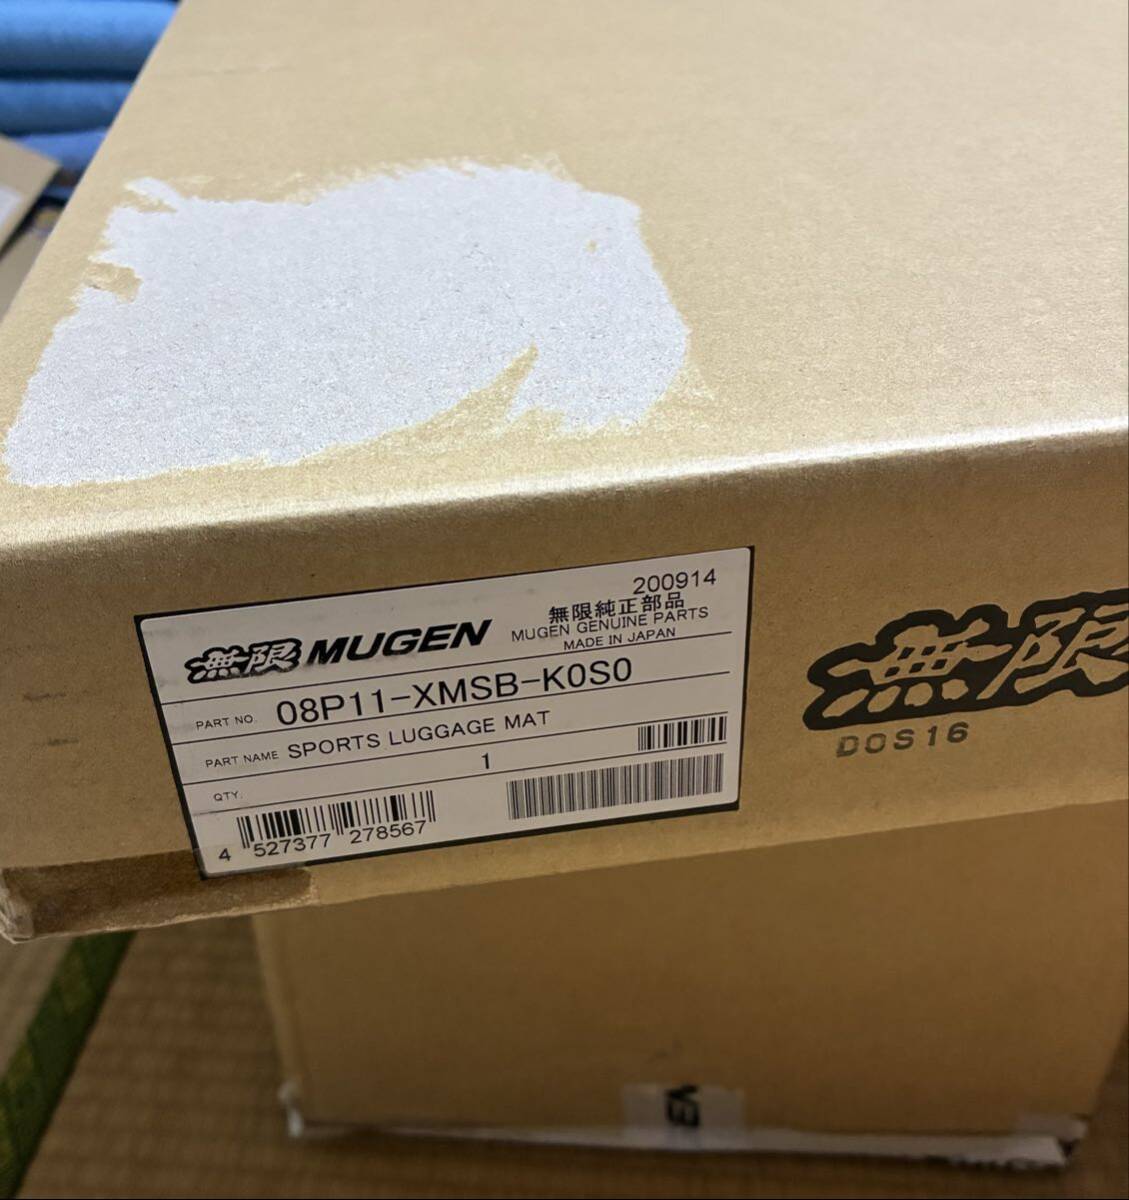 200914
無限 MUGEN
無限純正部品
MUGEN GENUINE PARTS
MADE IN JAPAN
PART NO. 08P11-XMSB-K0S0
PART NAME SPORTS LUGGAGE MAT
QTY. 1
4 527377 278567
無限
DOS16